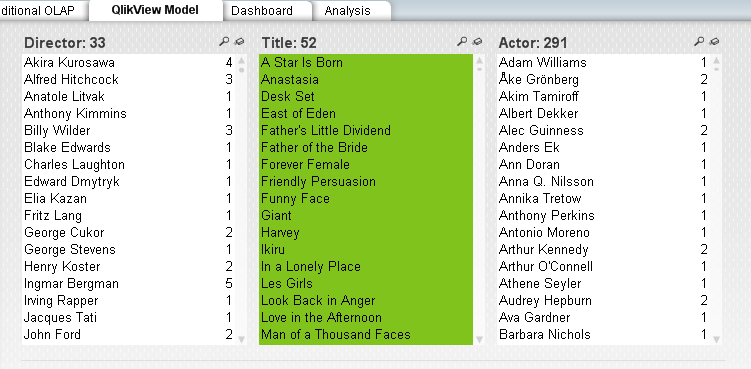 ditional OLAP QlikView Model Dashboard Analysis
Director: 33 Title: 52 Actor: 291
Akira Kurosawa 4 A Star Is Born Adam Williams 1
Alfred Hitchcock 3 Anastasia Åke Grönberg 2
Anatole Litvak 1 Desk Set Akim Tamiroff 1
Anthony Kimmins 1 East of Eden Albert Dekker 1
Billy Wilder 3 Father's Little Dividend Alec Guinness 2
Blake Edwards 1 Father of the Bride Anders Ek 1
Charles Laughton 1 Forever Female Ann Doran 1
Edward Dmytryk 1 Friendly Persuasion Anna Q. Nilsson 1
Elia Kazan 1 Funny Face Annika Tretow 1
Fritz Lang 1 Giant Anthony Perkins 1
George Cukor 2 Harvey Antonio Moreno 1
George Stevens 1 Ikiru Arthur Kennedy 2
Henry Koster 2 In a Lonely Place Arthur O'Connell 1
Ingmar Bergman 5 Les Girls Athene Seyler 1
Irving Rapper 1 Look Back in Anger Audrey Hepburn 2
Jacques Tati 1 Love in the Afternoon Ava Gardner 1
John Ford 2 Man of a Thousand Faces Barbara Nichols 1